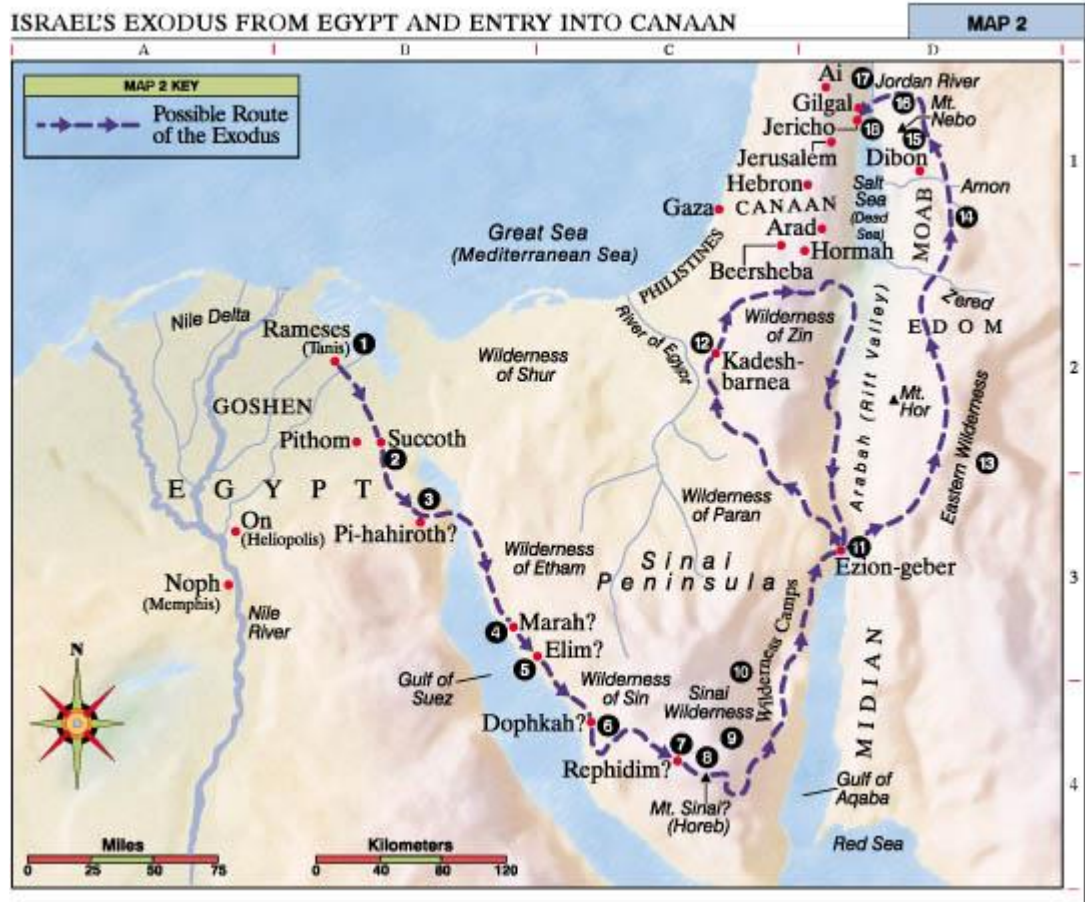 ISRAEL'S EXODUS FROM EGYPT AND ENTRY INTO CANAAN
MAP 2
A
B
C
D
MAP 2 KEY
Possible Route
of the Exodus
Ai
17
Jordan River
Gilgal
16
Mt.
Nebo
Jericho
18
15
Jerusalem
Dibon
1
Hebron
Salt
Sea
(Dead
Sea)
Arnon
Gaza
CANAAN
MOAB
14
Arad
Great Sea
(Mediterranean Sea)
Hormah
Beersheba
PHILISTINES
Zered
Nile Delta
Rameses
(Tanis)
1
River of Egypt
Wilderness
of Zin
EDOM
Wilderness
of Shur
12
Kadesh-
barnea
2
Arabah (Rift Valley)
Mt.
Hor
GOSHEN
Eastern Wilderness
Pithom
Succoth
2
13
EGYPT
3
Wilderness
of Paran
On
(Heliopolis)
Pi-hahiroth?
Wilderness
of Etham
Sinai
Peninsula
11
Ezion-geber
3
Noph
(Memphis)
Nile
River
Marah?
4
Elim?
5
Wilderness Camps
N
Gulf of
Suez
Wilderness
of Sin
10
Sinai
Wilderness
MIDIAN
Dophkah?
6
7
8
9
Rephidim?
4
Mt. Sinai?
(Horeb)
Gulf of
Aqaba
Red Sea
Miles
0 25 50 75
Kilometers
0 40 80 120